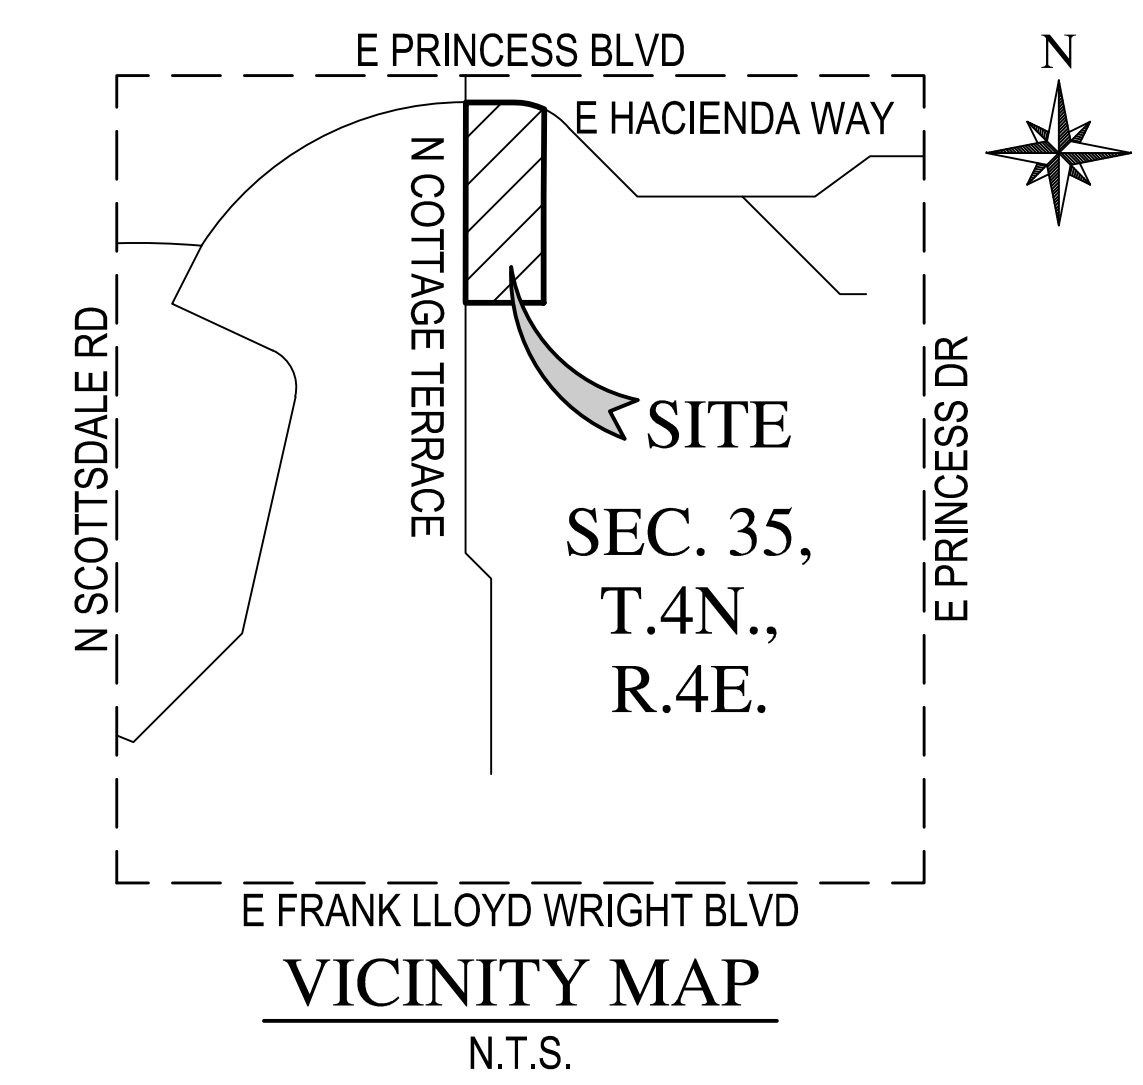 E PRINCESS BLVD
N
E HACIENDA WAY
N COTTAGE TERRACE
N SCOTTSDALE RD
E PRINCESS DR
SITE
SEC. 35,
T.4N.,
R.4E.
E FRANK LLOYD WRIGHT BLVD
VICINITY MAP
N.T.S.